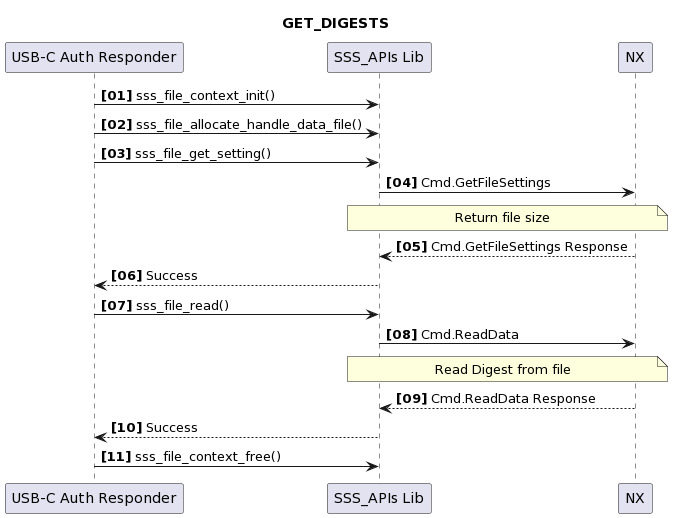 GET_DIGESTS
USB-C Auth Responder
SSS_APIs Lib
NX
[01] sss_file_context_init()
[02] sss_file_allocate_handle_data_file()
[03] sss_file_get_setting()
[04] Cmd.GetFileSettings
Return file size
[05] Cmd.GetFileSettings Response
[06] Success
[07] sss_file_read()
[08] Cmd.ReadData
Read Digest from file
[09] Cmd.ReadData Response
[10] Success
[11] sss_file_context_free()
USB-C Auth Responder
SSS_APIs Lib
NX